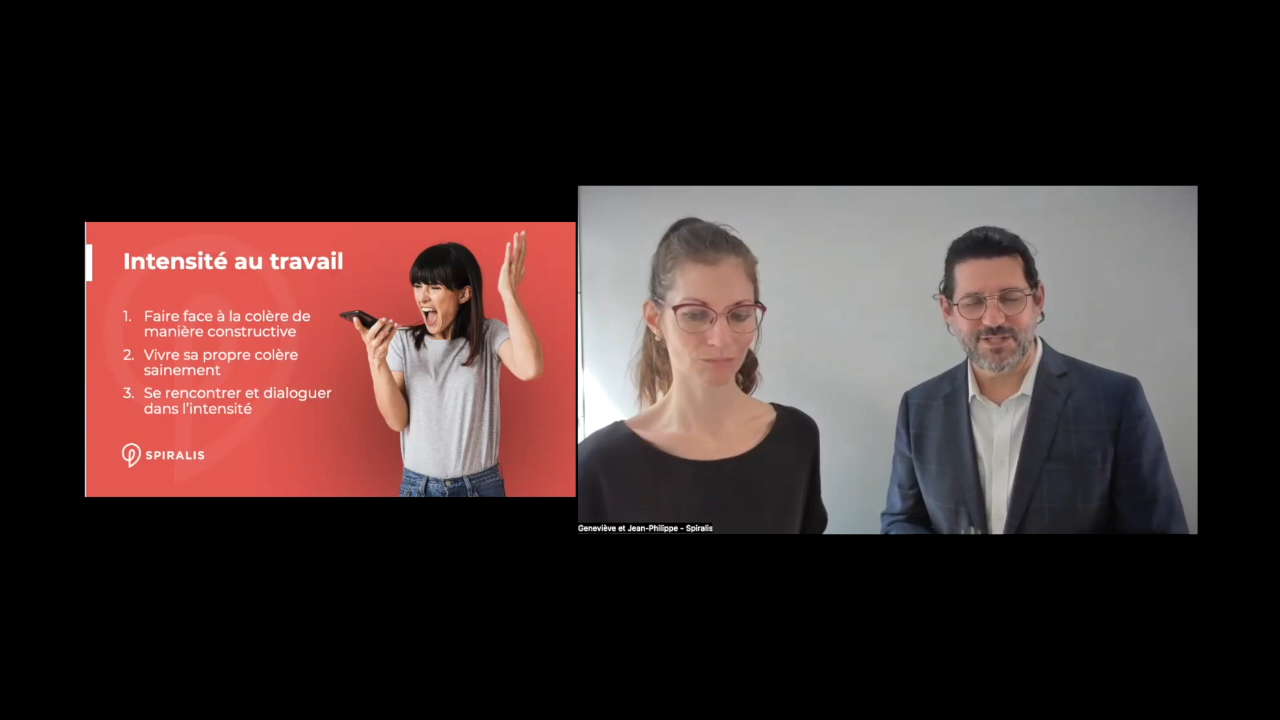 Intensité au travail
1. Faire face à la colère de
manière constructive
2. Vivre sa propre colère
sainement
3. Se rencontrer et dialoguer
dans l'intensité
SPIRALIS
Geneviève et Jean-Philippe - Spiralis